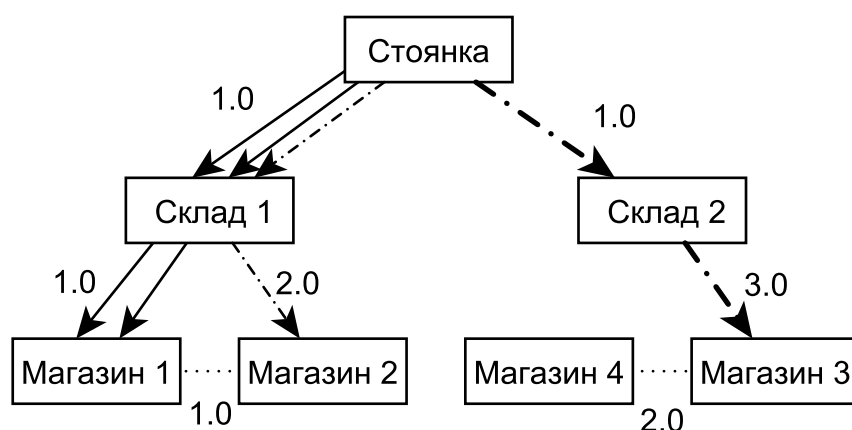 Стоянка
1.0
1.0
Склад 1
Склад 2
1.0
2.0
3.0
Магазин 1
Магазин 2
Магазин 4
Магазин 3
1.0
2.0